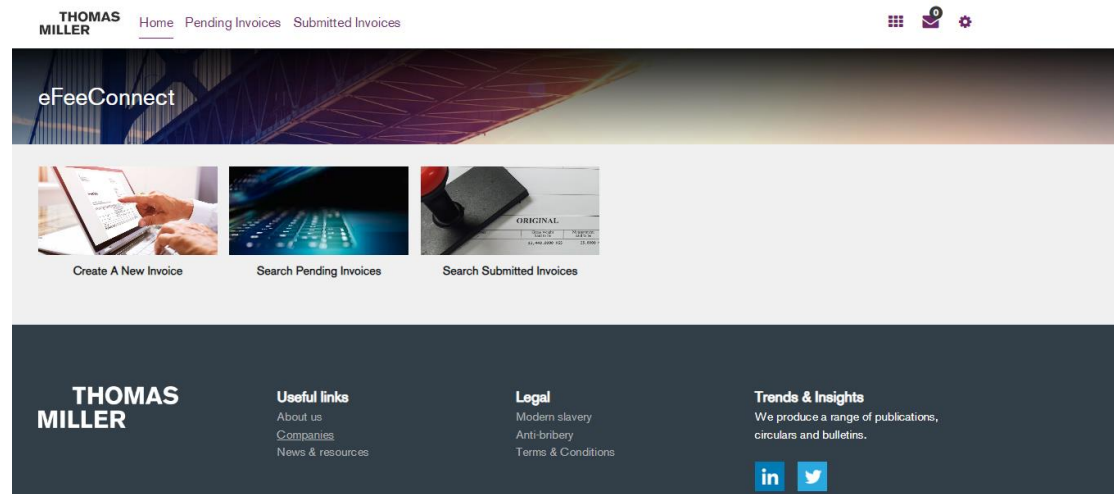 THOMAS
MILLER
Home Pending Invoices Submitted Invoices
0
eFeeConnect
ORIGINAL
Create A New Invoice Search Pending Invoices Search Submitted Invoices
THOMAS
MILLER
Useful links
About us
Companies
News & resources
Legal
Modern slavery
Anti-bribery
Terms & Conditions
Trends & Insights
We produce a range of publications,
circulars and bulletins.
in